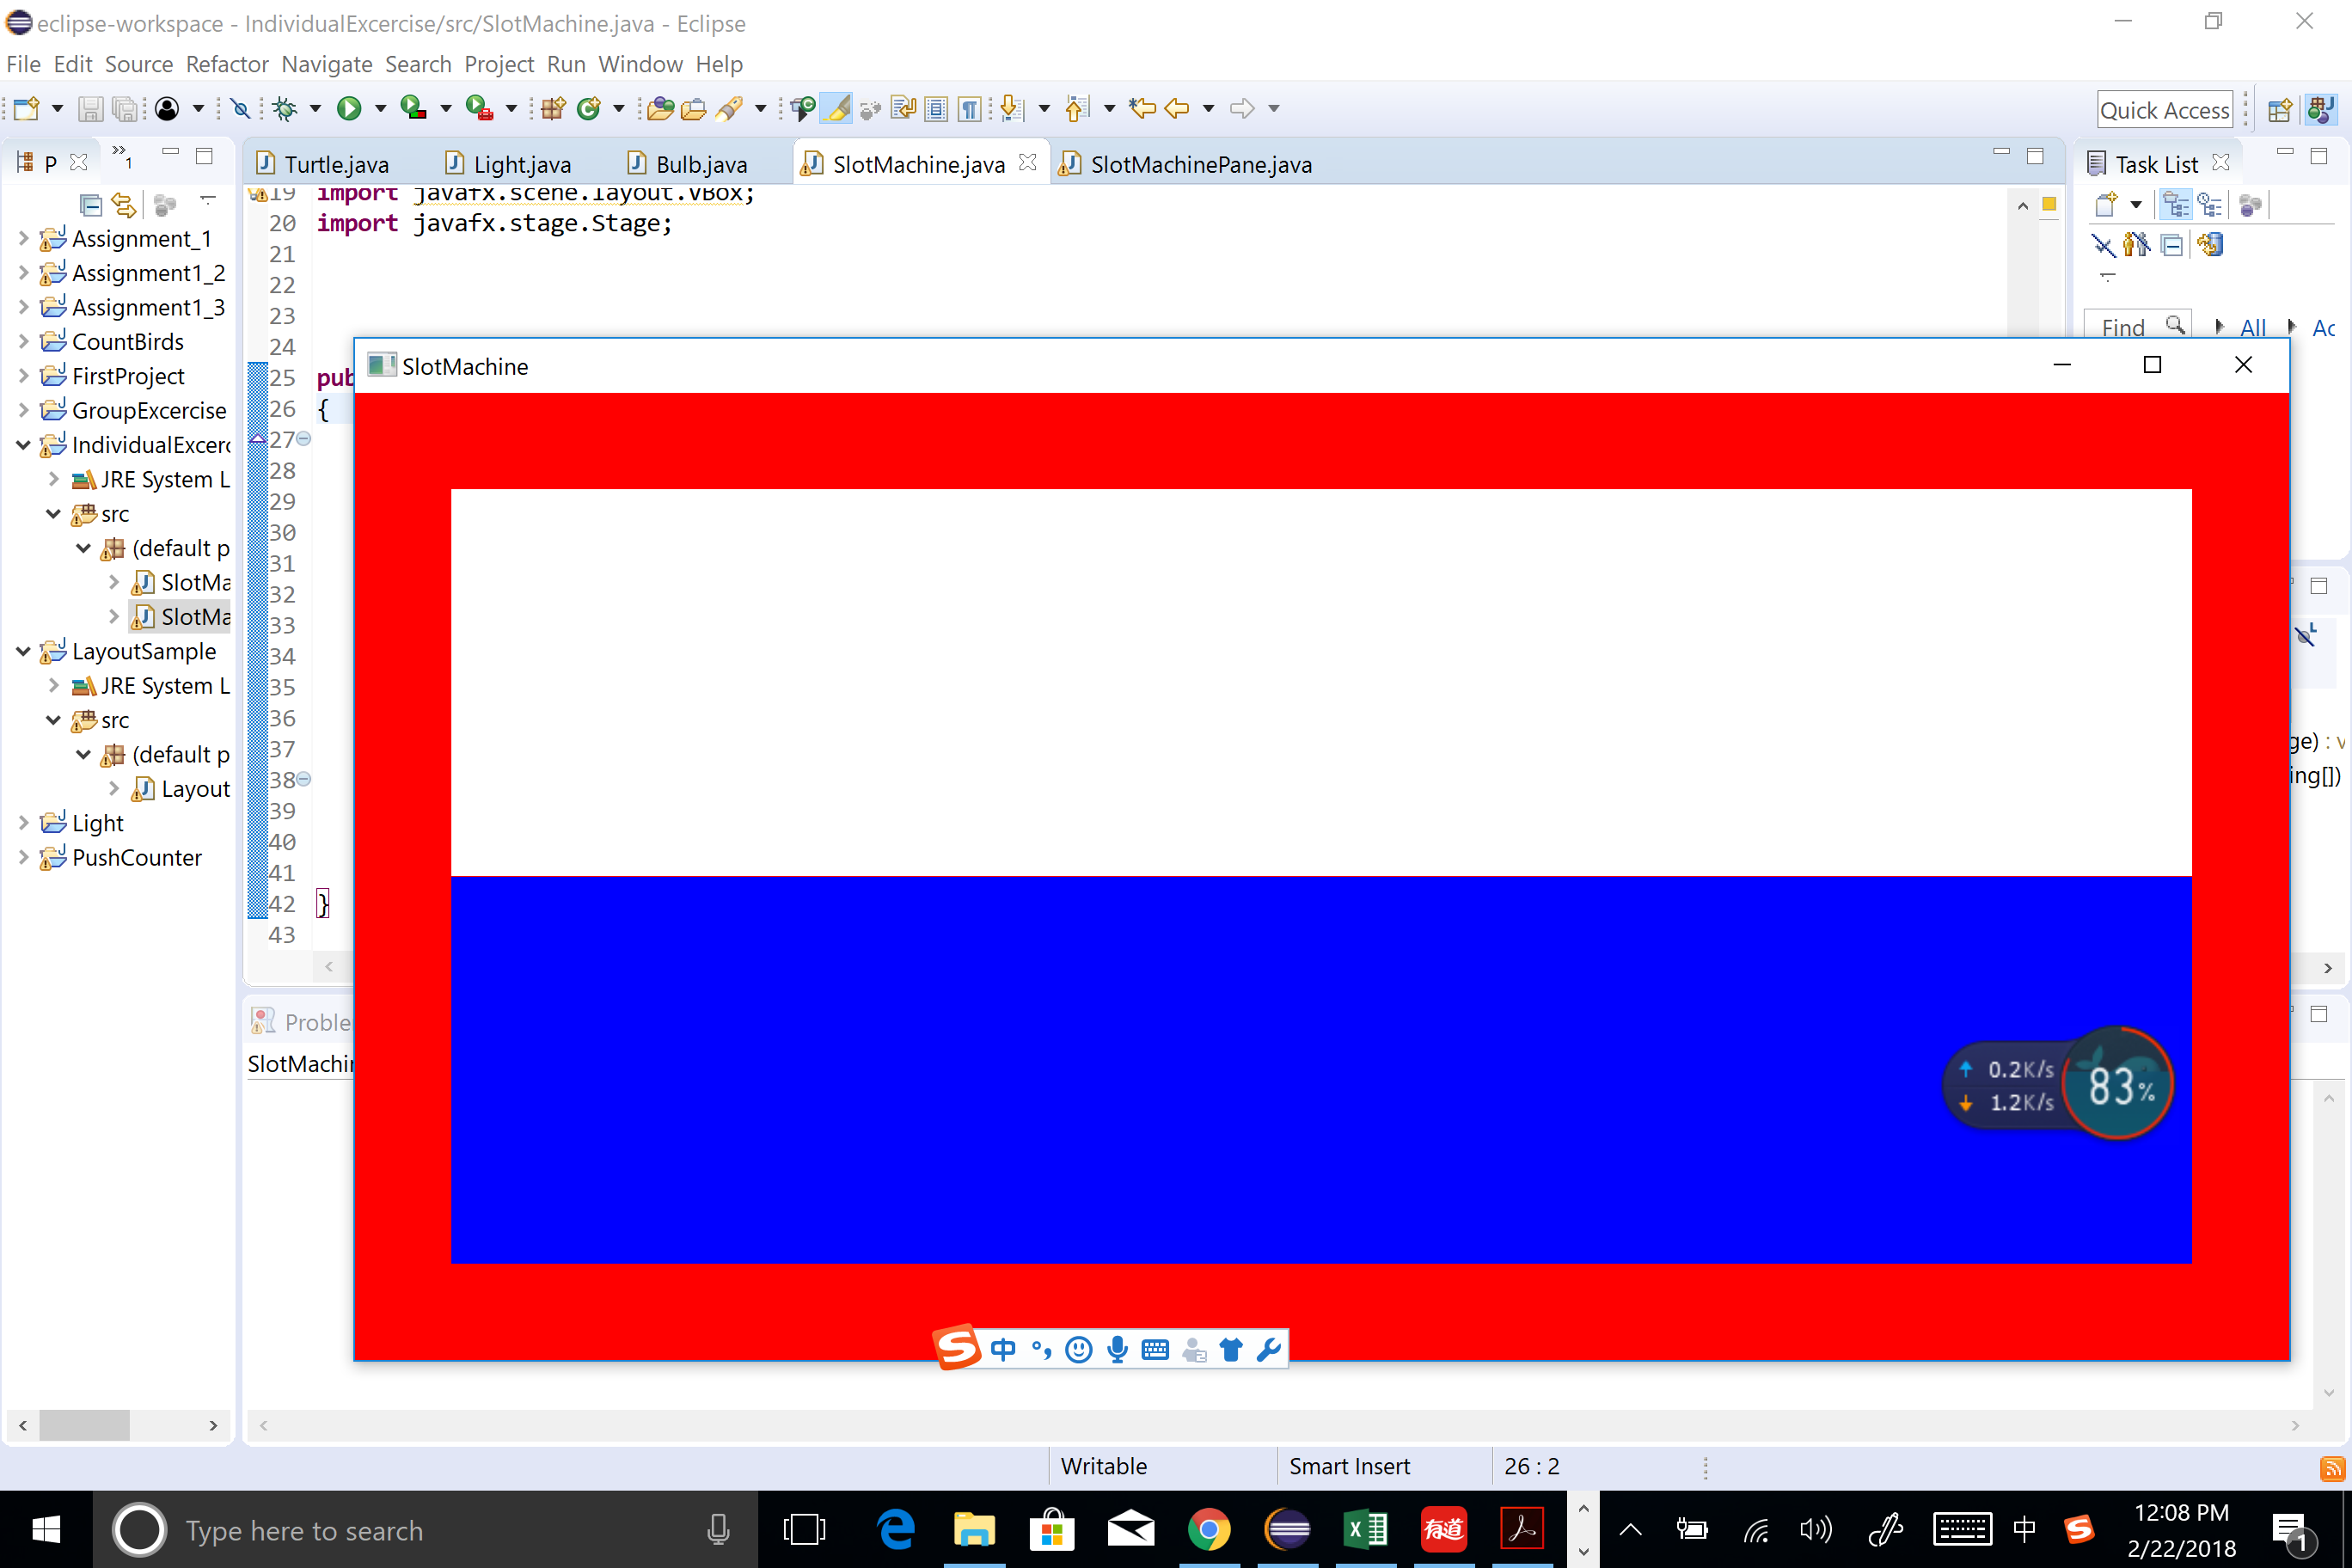 eclipse-workspace - IndividualExcercise/src/SlotMachine.java - Eclipse
File Edit Source Refactor Navigate Search Project Run Window Help
Quick Access
P
»1
Turtle.java
Light.java
Bulb.java
SlotMachine.java
SlotMachinePane.java
Task List
19 import javafx.scene.layout.VBox;
20 import javafx.stage.Stage;
21
22
23
24
25 pub
26 {
27
28
29
30
31
32
33
34
35
36
37
38
39
40
41
42 }
43
Assignment_1
Assignment1_2
Assignment1_3
CountBirds
FirstProject
GroupExcercise
IndividualExcerc
JRE System L
src
(default p
SlotMa
SlotMa
LayoutSample
JRE System L
src
(default p
Layout
Light
PushCounter
Find
All
Ac
SlotMachine
ge) : v
ing[])
Proble
SlotMachin
0.2K/s
1.2K/s
83%
S 中 °,
Writable
Smart Insert
26 : 2
Type here to search
有道
中
S
12:08 PM
2/22/2018
1